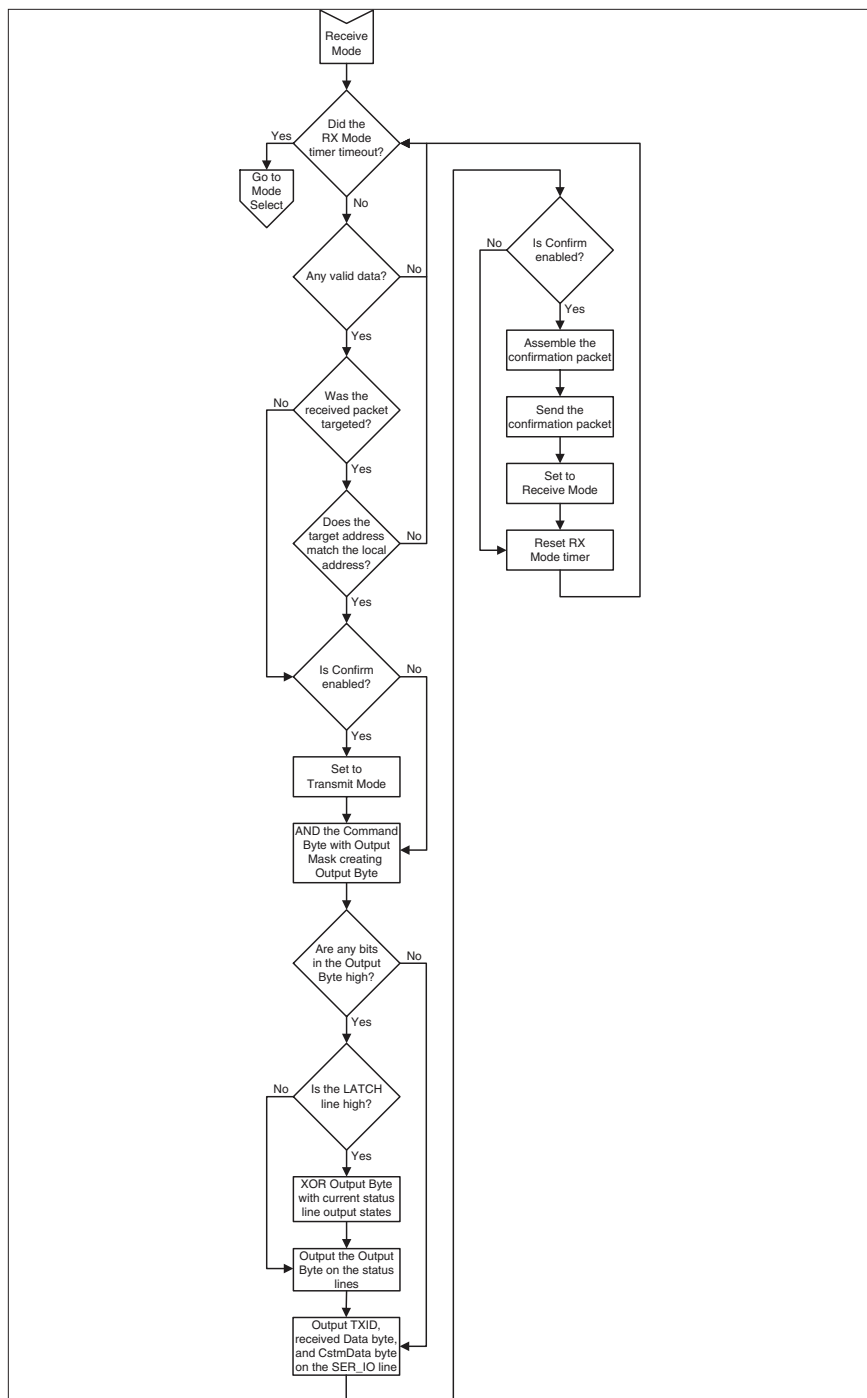 Receive
Mode
Did the
RX Mode
timer timeout?
Yes
Go to
Mode
Select
No
Any valid data?
No
Yes
Was the
received packet
targeted?
No
Yes
Does the
target address
match the local
address?
No
Yes
Is Confirm
enabled?
No
Yes
Set to
Transmit Mode
AND the Command
Byte with Output
Mask creating
Output Byte
Are any bits
in the Output
Byte high?
No
Yes
Is the LATCH
line high?
No
Yes
XOR Output Byte
with current status
line output states
Output the Output
Byte on the status
lines
Output TXID,
received Data byte,
and CstmData byte
on the SER_IO line
Is Confirm
enabled?
No
Yes
Assemble the
confirmation packet
Send the
confirmation packet
Set to
Receive Mode
Reset RX
Mode timer